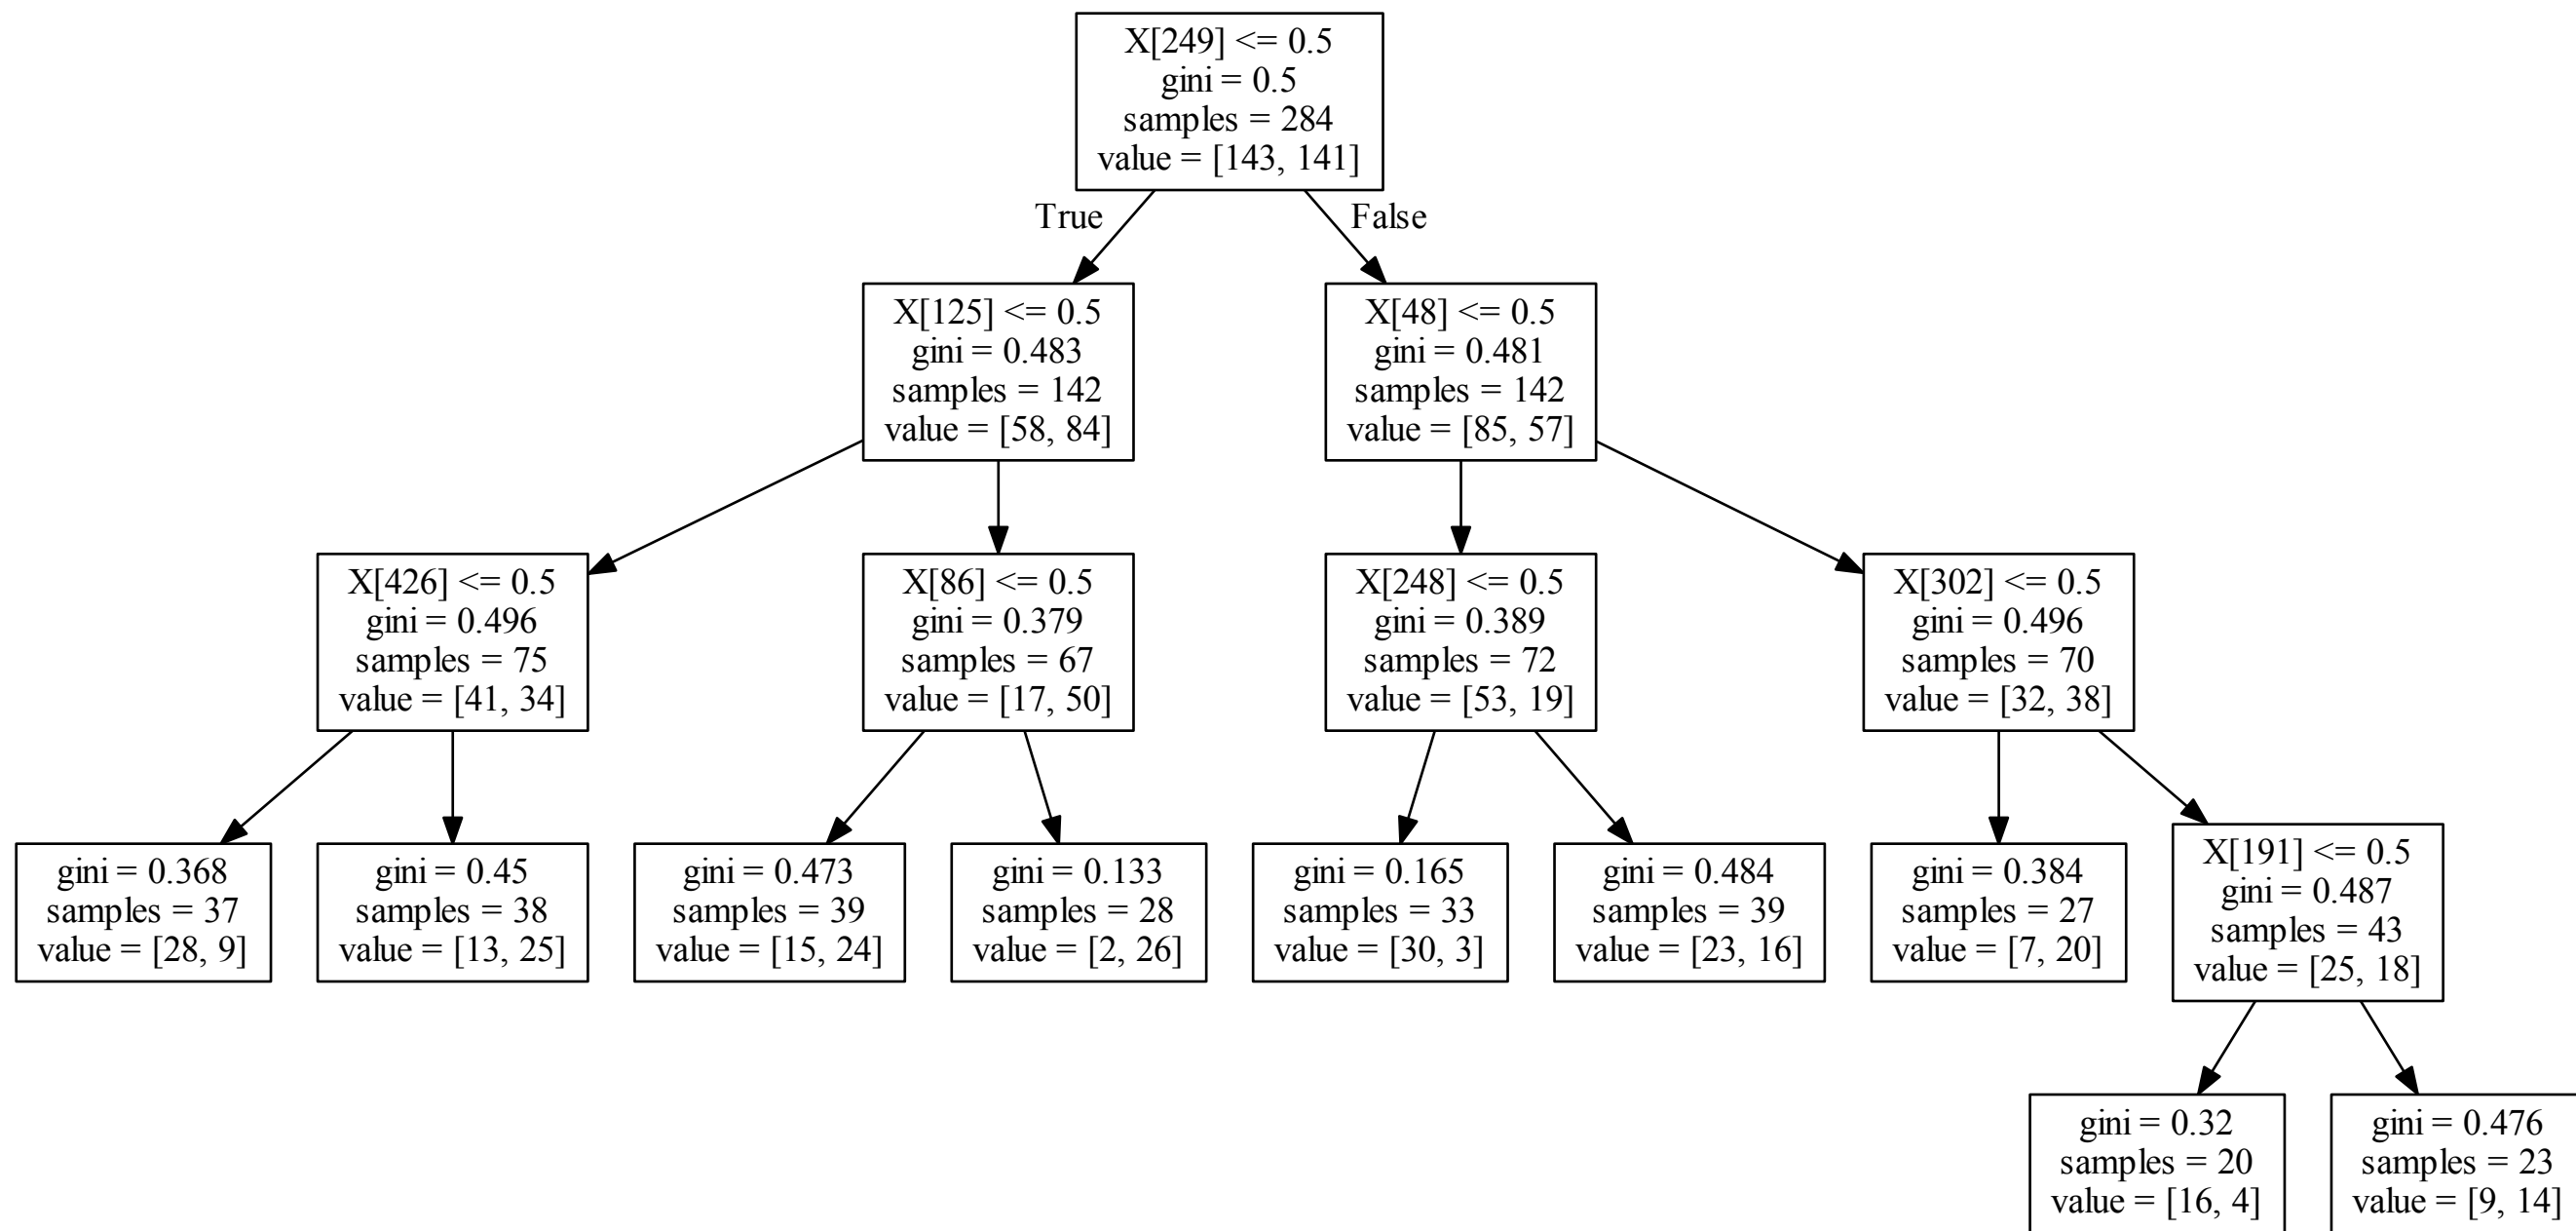 X[249] <= 0.5
gini = 0.5
samples = 284
value = [143, 141]
True
False
X[125] <= 0.5
gini = 0.483
samples = 142
value = [58, 84]
X[48] <= 0.5
gini = 0.481
samples = 142
value = [85, 57]
X[426] <= 0.5
gini = 0.496
samples = 75
value = [41, 34]
X[86] <= 0.5
gini = 0.379
samples = 67
value = [17, 50]
X[248] <= 0.5
gini = 0.389
samples = 72
value = [53, 19]
X[302] <= 0.5
gini = 0.496
samples = 70
value = [32, 38]
gini = 0.368
samples = 37
value = [28, 9]
gini = 0.45
samples = 38
value = [13, 25]
gini = 0.473
samples = 39
value = [15, 24]
gini = 0.133
samples = 28
value = [2, 26]
gini = 0.165
samples = 33
value = [30, 3]
gini = 0.484
samples = 39
value = [23, 16]
gini = 0.384
samples = 27
value = [7, 20]
X[191] <= 0.5
gini = 0.487
samples = 43
value = [25, 18]
gini = 0.32
samples = 20
value = [16, 4]
gini = 0.476
samples = 23
value = [9, 14]